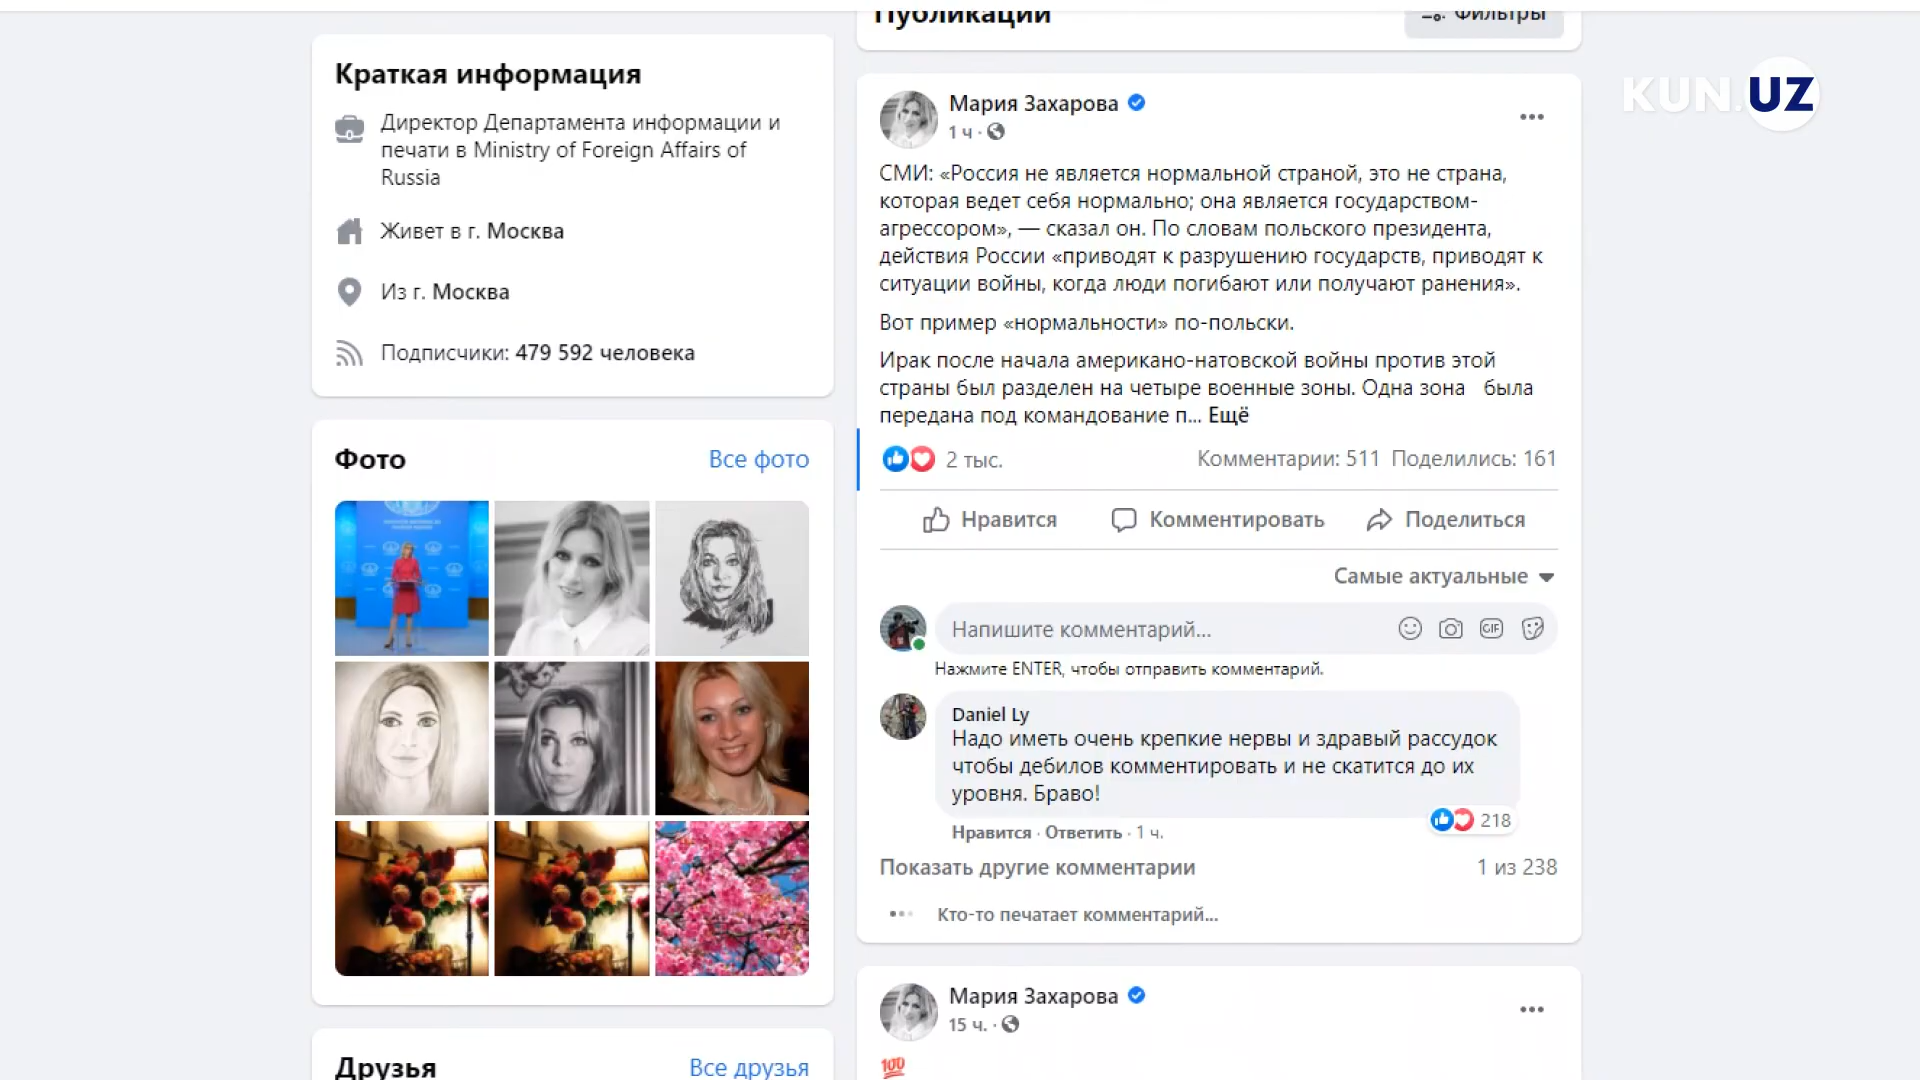 Публикации
Фильтры
Краткая информация
Директор Департамента информации и
печати в Ministry of Foreign Affairs of
Russia
Живет в г. Москва
Из г. Москва
Подписчики: 479 592 человека
Фото
Все фото
Друзья
Все друзья
KUN.UZ
Мария Захарова
1 ч ·
СМИ: «Россия не является нормальной страной, это не страна,
которая ведет себя нормально; она является государством-
агрессором», — сказал он. По словам польского президента,
действия России «приводят к разрушению государств, приводят к
ситуации войны, когда люди погибают или получают ранения».
Вот пример «нормальности» по-польски.
Ирак после начала американо-натовской войны против этой
страны был разделен на четыре военные зоны. Одна зона была
передана под командование п... Ещё
2 тыс.
Комментарии: 511 Поделились: 161
Нравится
Комментировать
Поделиться
Самые актуальные
Напишите комментарий...
GIF
Нажмите ENTER, чтобы отправить комментарий.
Daniel Ly
Надо иметь очень крепкие нервы и здравый рассудок
чтобы дебилов комментировать и не скатится до их
уровня. Браво!
218
Нравится · Ответить · 1 ч.
Показать другие комментарии
1 из 238
Кто-то печатает комментарий...
Мария Захарова
15 ч. ·
💯